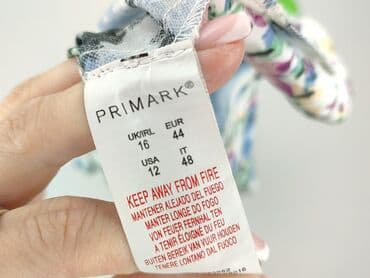 PRIMARK®
UK/IRL EUR
16 44
USA IT
12 48
KEEP AWAY FROM FIRE
MANTENER ALEJADO DEL FUEGO
MANTER LONGE DO FOGO
VON FEUER FERNHALTEN
A TENIR ÉLOIGNÉ DU FEU
BUITEN BEREIK VAN VUUR HOUDEN
TENERE LONTANO DAL FUOCO